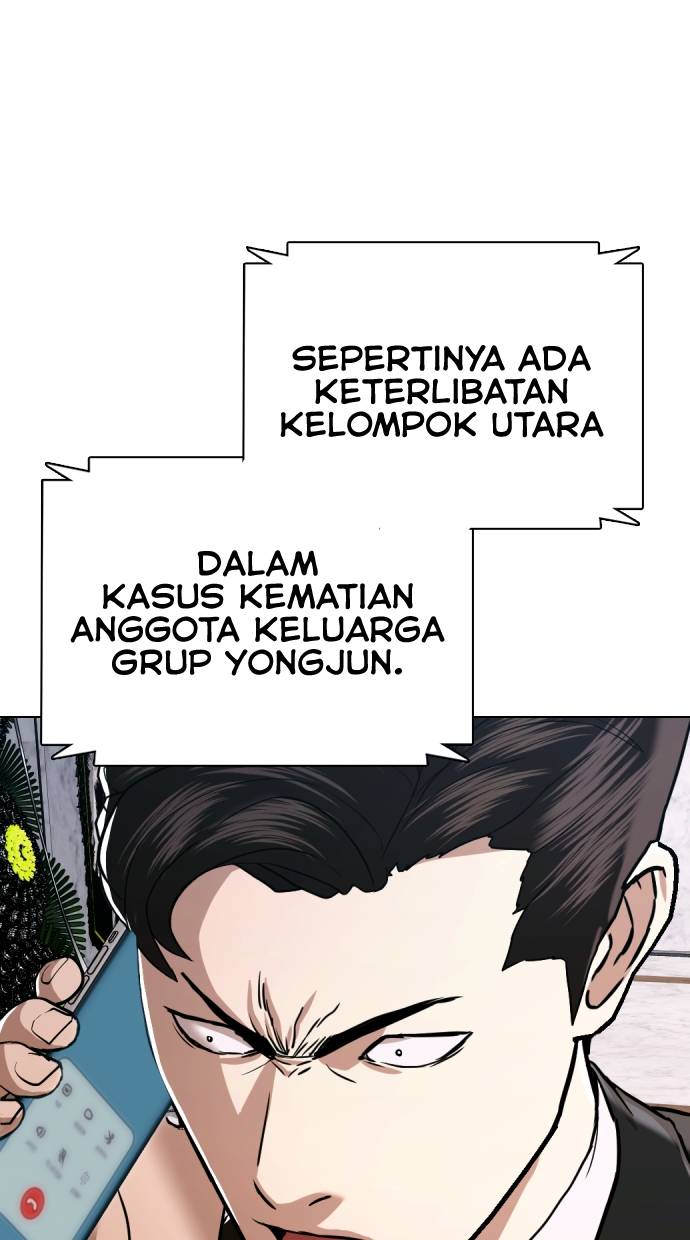 SEPERTINYA ADA
KETERLIBATAN
KELOMPOK UTARA
DALAM
KASUS KEMATIAN
ANGGOTA KELUARGA
GRUP YONGJUN.